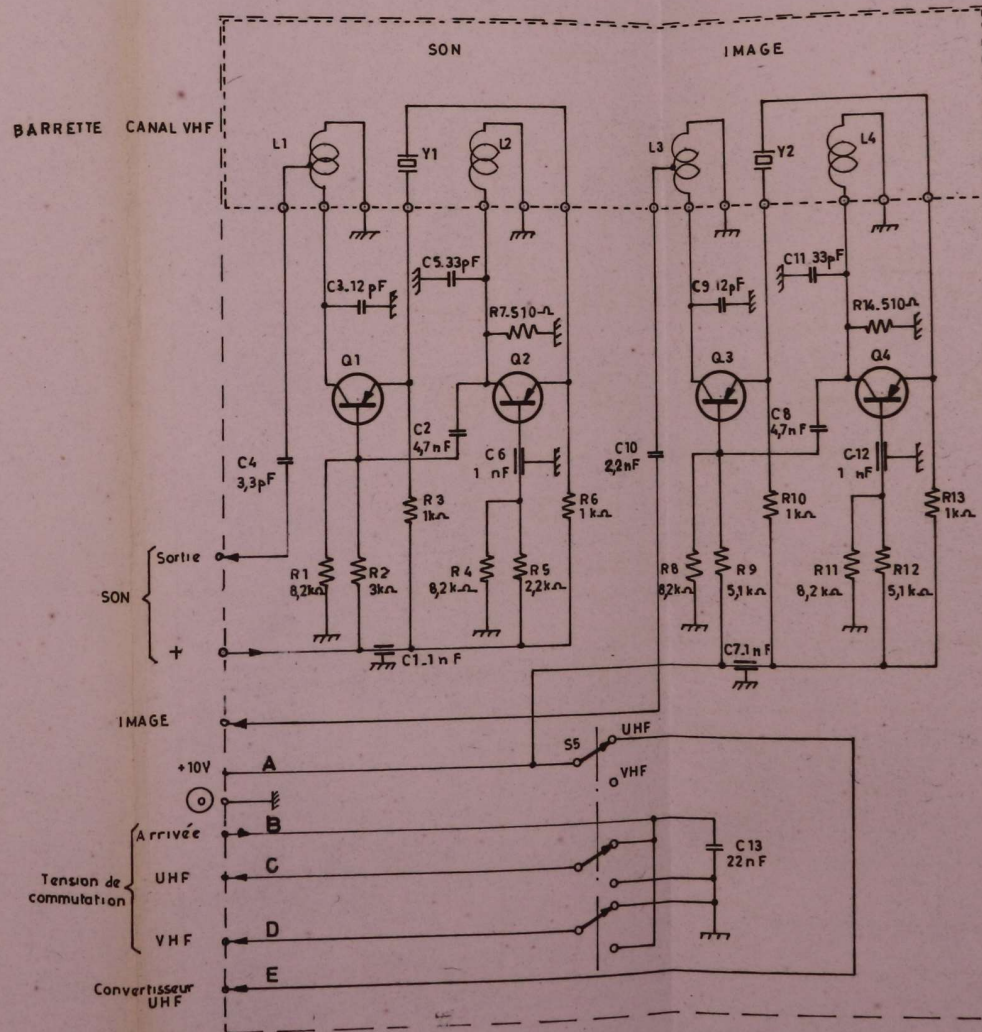 SON
IMAGE
BARRETTE CANAL VHF
L1
Y1
L2
L3
Y2
L4
C3.12pF
C5.33pF
C9.12pF
C11.33pF
R7.510Ω
R14.510Ω
Q1
Q2
Q3
Q4
C2
4,7nF
C8
4,7nF
C4
3,3pF
C6
1 nF
C10
2,2nF
C12
1 nF
R3
1kΩ
R6
1kΩ
R10
1kΩ
R13
1kΩ
R1
8,2kΩ
R2
3kΩ
R4
8,2kΩ
R5
2,2kΩ
R8
8,2kΩ
R9
5,1kΩ
R11
8,2kΩ
R12
5,1kΩ
Sortie
SON
+
C1.1nF
C7.1nF
IMAGE
+10V
A
S5
UHF
VHF
Arrivée
B
C13
22nF
UHF
C
Tension de
commutation
VHF
D
Convertisseur
UHF
E